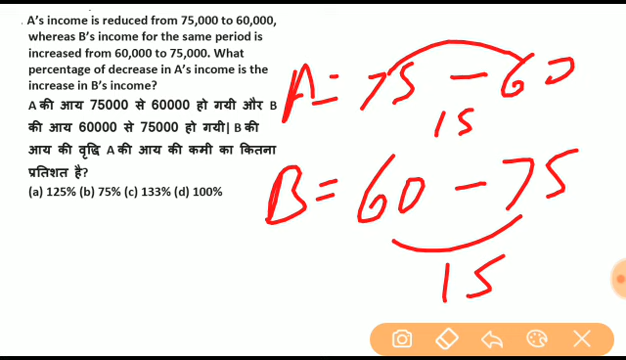 . A's income is reduced from 75,000 to 60,000,
whereas B's income for the same period is
increased from 60,000 to 75,000. What
percentage of decrease in A's income is the
increase in B's income?
A की आय 75000 से 60000 हो गयी और B
की आय 60000 से 75000 हो गयी| B की
आय की वृद्धि A की आय की कमी का कितना
प्रतिशत है?
(a) 125% (b) 75% (c) 133% (d) 100%
A= 75 - 60
15
B= 60 - 75
15